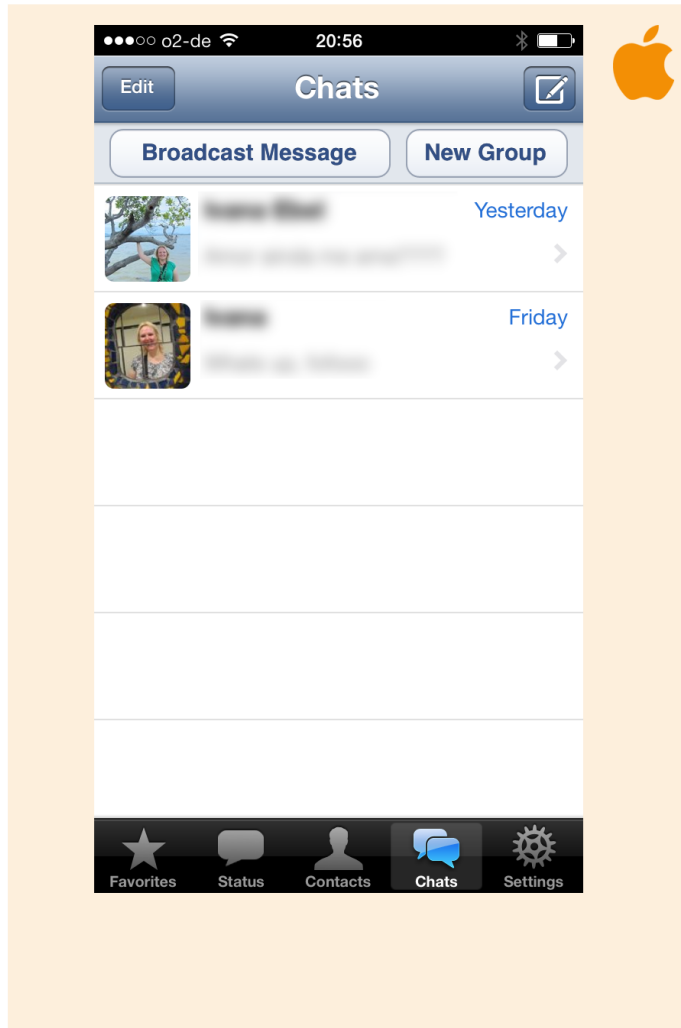 o2-de 20:56
Edit Chats
Broadcast Message New Group
Yesterday
Friday
Favorites Status Contacts Chats Settings